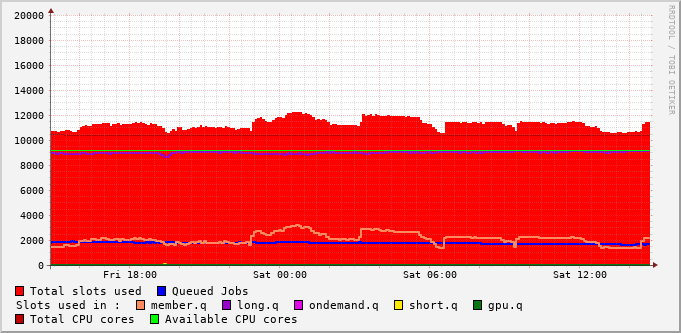 RRDTOOL / TOBI OETIKER
20000
18000
16000
14000
12000
10000
8000
6000
4000
2000
0
Fri 18:00 Sat 00:00 Sat 06:00 Sat 12:00
Total slots used Queued Jobs
Slots used in : member.q long.q ondemand.q short.q gpu.q
Total CPU cores Available CPU cores